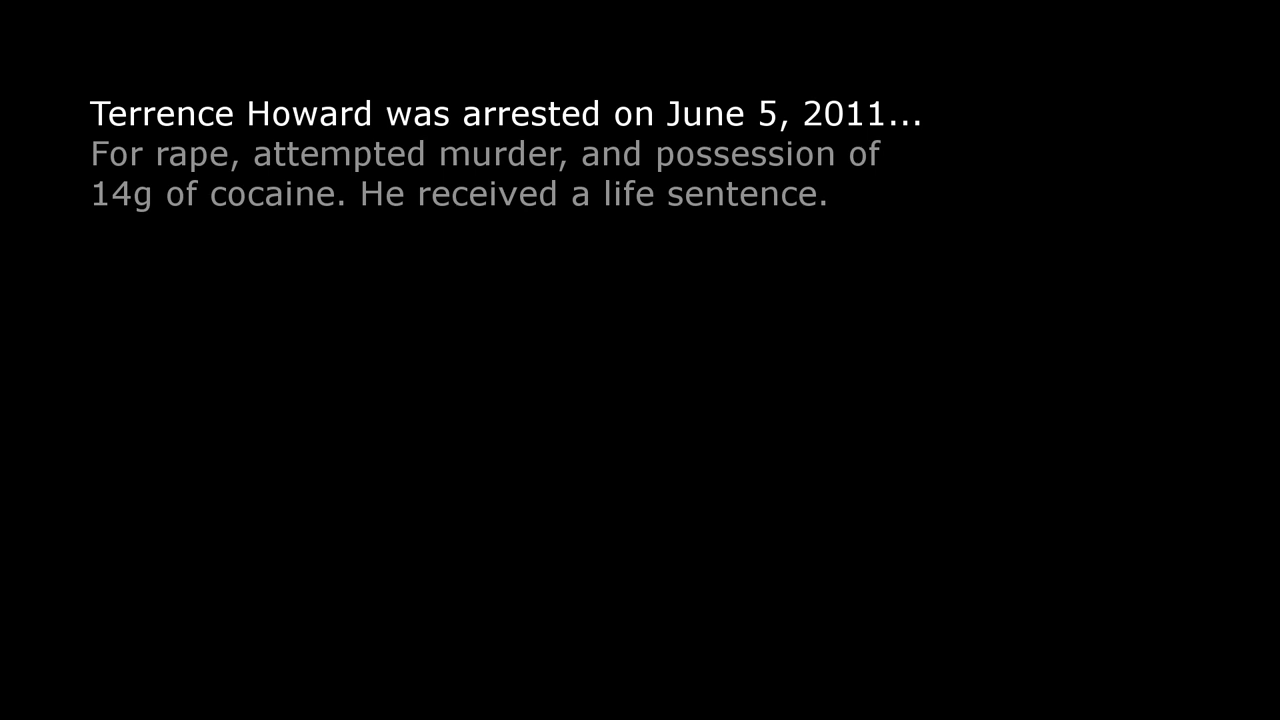 Terrence Howard was arrested on June 5, 2011...
For rape, attempted murder, and possession of
14g of cocaine. He received a life sentence.